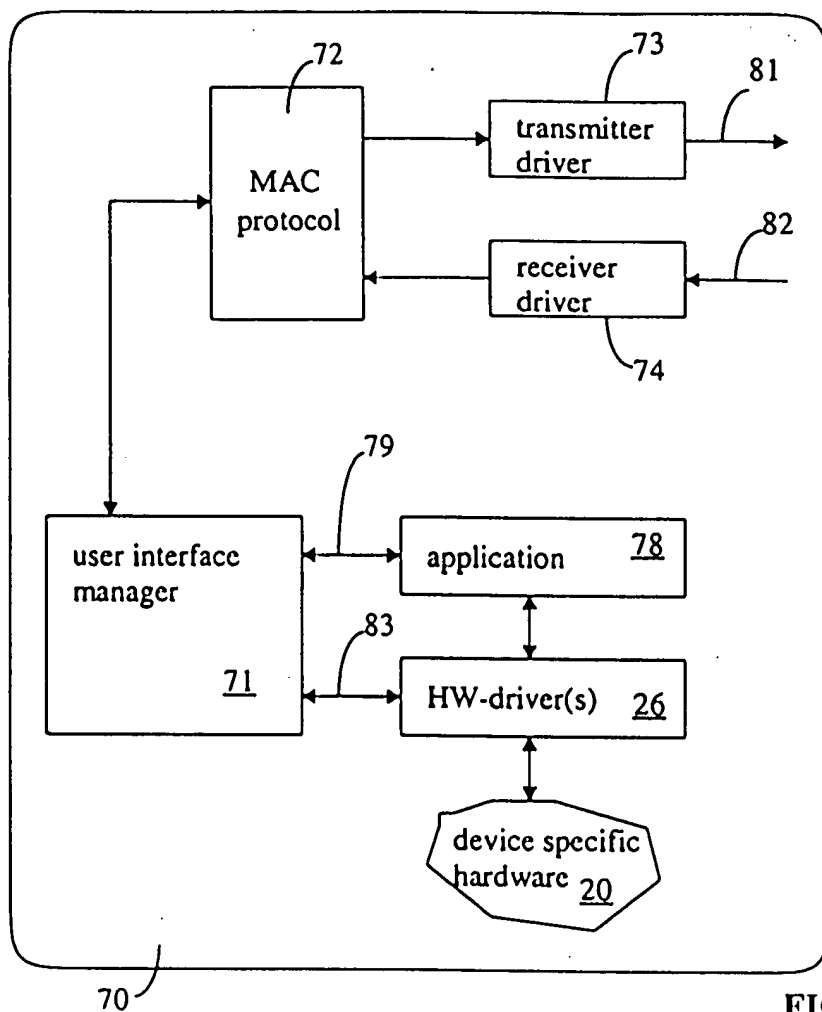 72
73
81
transmitter
driver
MAC
protocol
82
receiver
driver
74
79
user interface
manager
71
application 78
83
HW-driver(s) 26
device specific
hardware 20
70